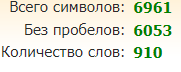 Всего символов: 6961
Без пробелов: 6053
Количество слов: 910